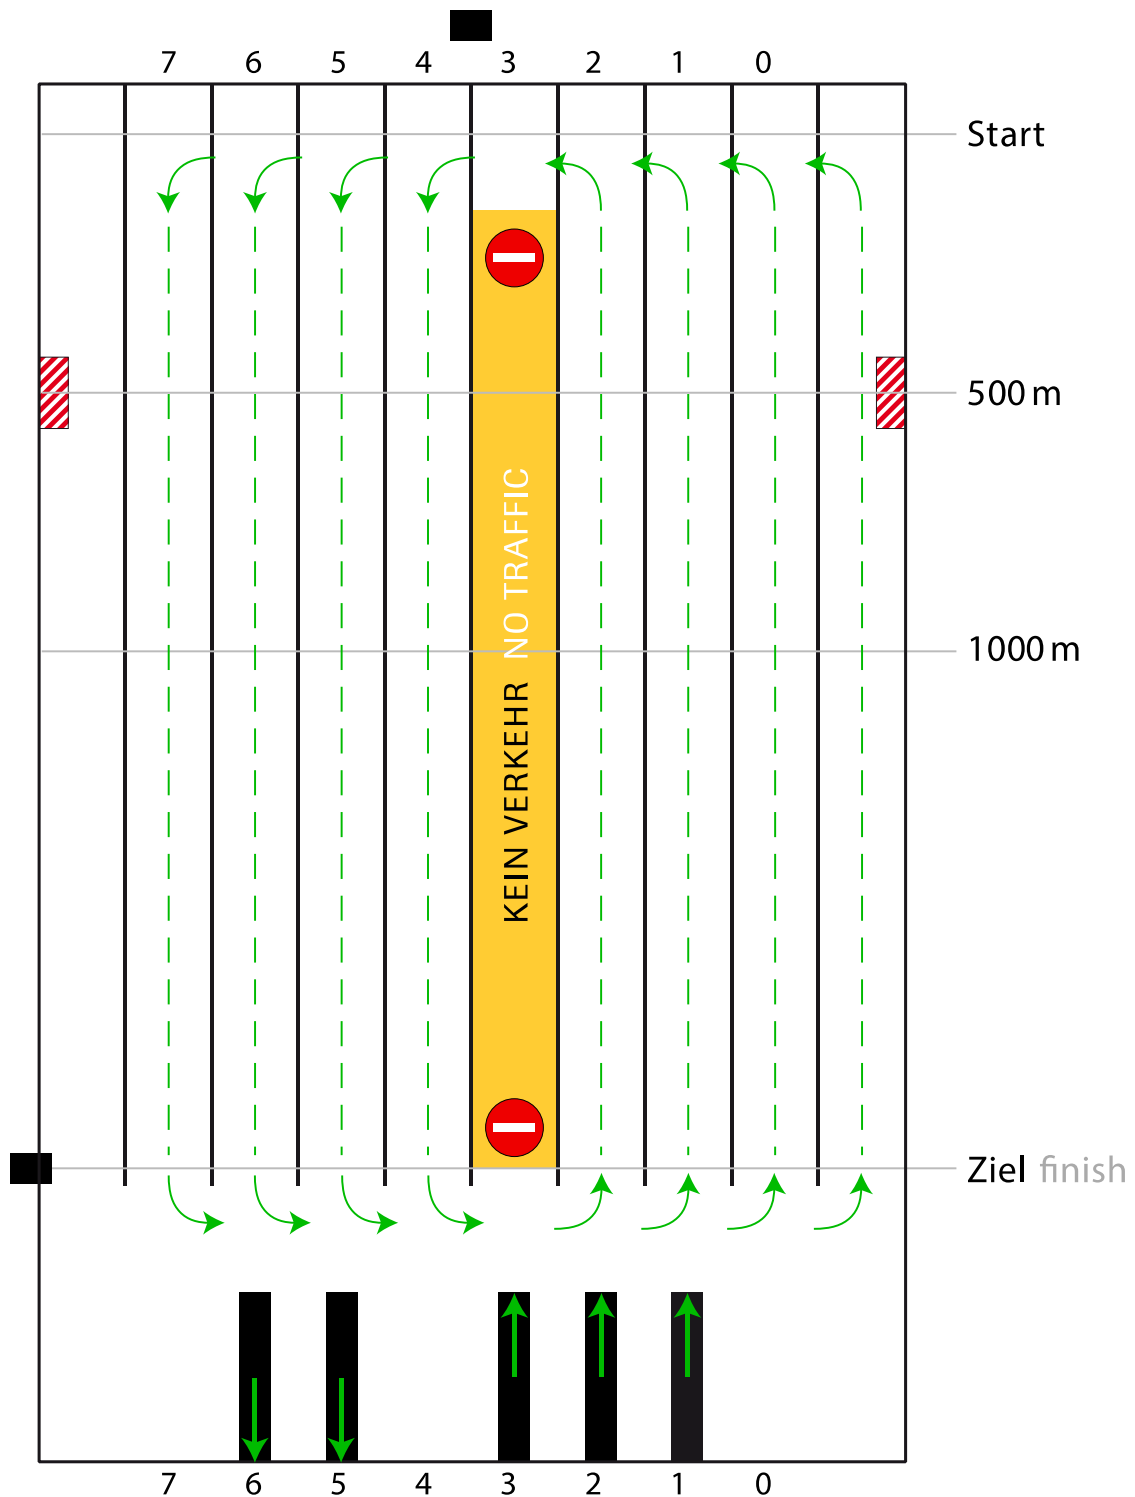 7 6 5 4 3 2 1 0
Start
500 m
1000 m
KEIN VERKEHR NO TRAFFIC
Ziel finish
7 6 5 4 3 2 1 0